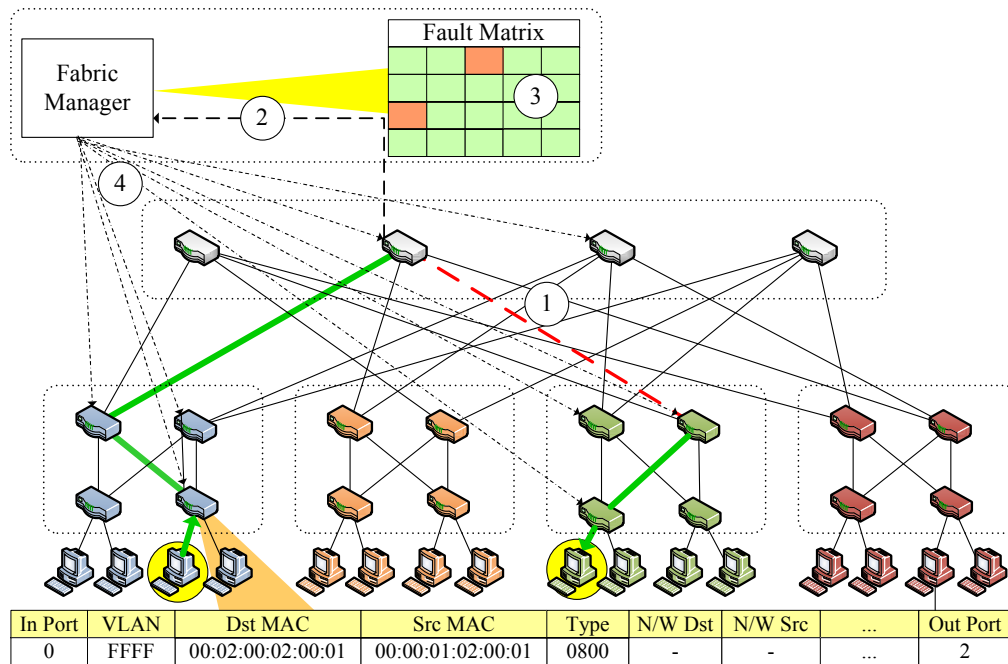 Fault Matrix
Fabric
Manager
3
2
4
1
In Port VLAN Dst MAC Src MAC Type N/W Dst N/W Src ... Out Port
0 FFFF 00:02:00:02:00:01 00:00:01:02:00:01 0800 - - ... 2